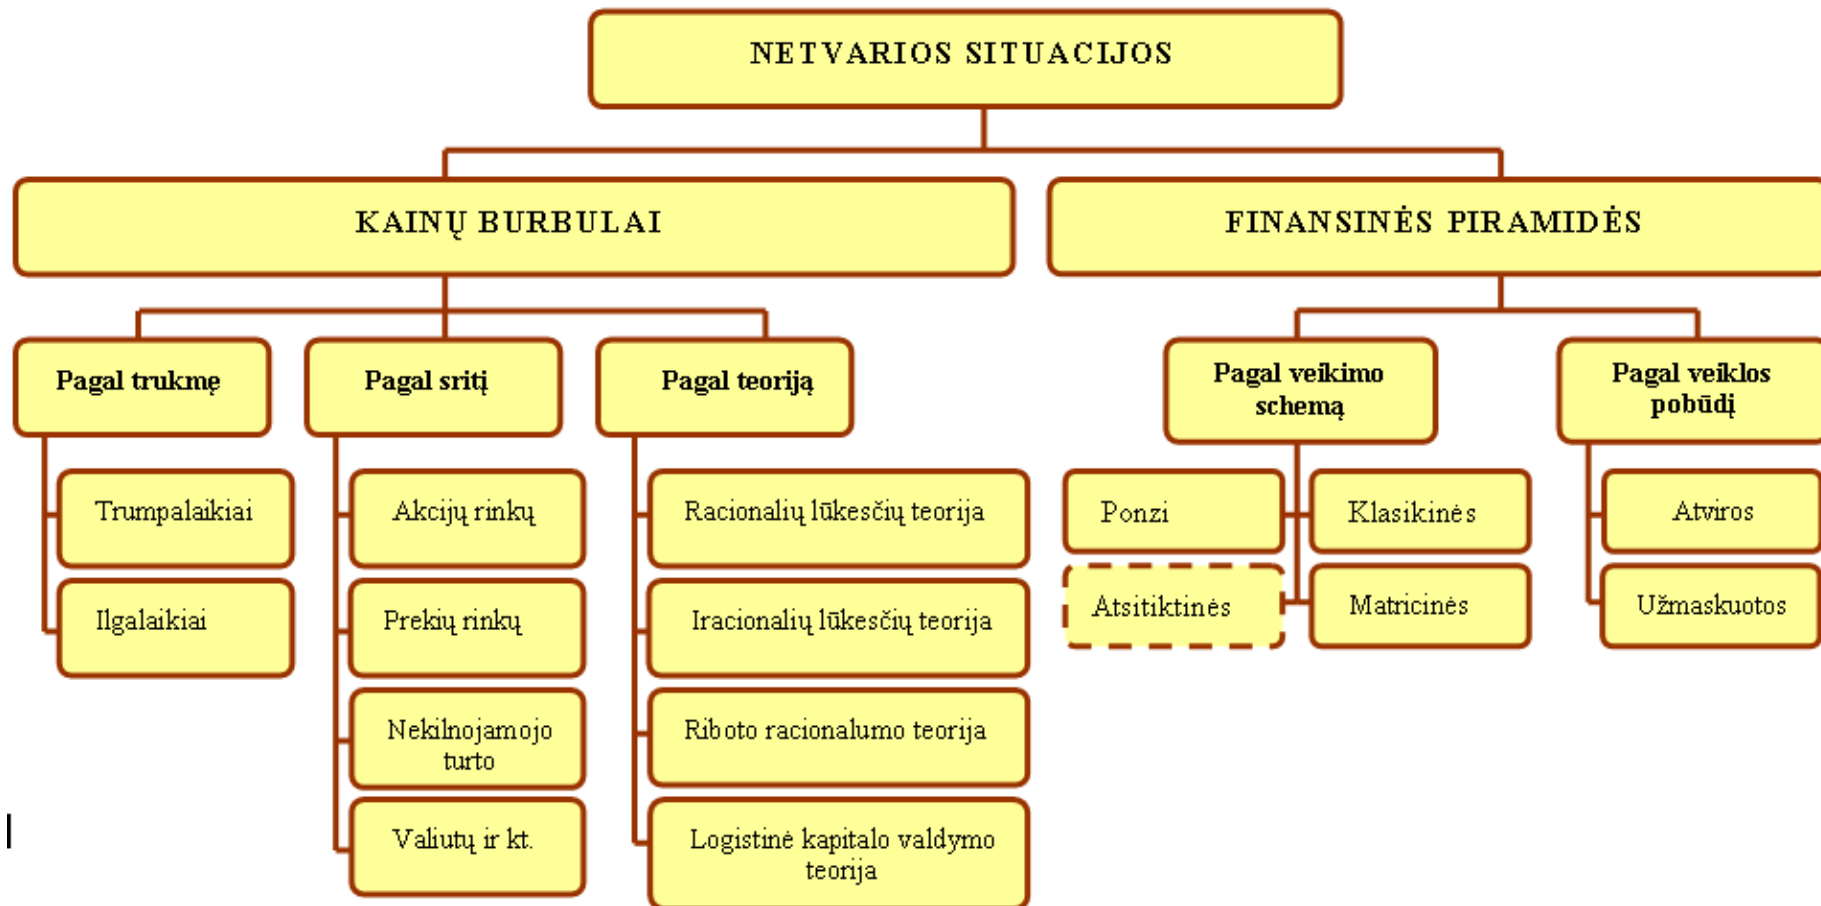 NETVARIOS SITUACIJOS
KAINŲ BURBULAI
FINANSINĖS PIRAMIDĖS
Pagal trukmę
Trumpalaikiai
Ilgalaikiai
Pagal sritį
Akcijų rinkų
Prekių rinkų
Nekilnojamojo
turto
Valiutų ir kt.
Pagal teoriją
Racionalių lūkesčių teorija
Iracionalių lūkesčių teorija
Riboto racionalumo teorija
Logistinė kapitalo valdymo
teorija
Pagal veikimo
schemą
Ponzi
Klasikinės
Atsitiktinės
Matricinės
Pagal veiklos
pobūdį
Atviros
Užmaskuotos